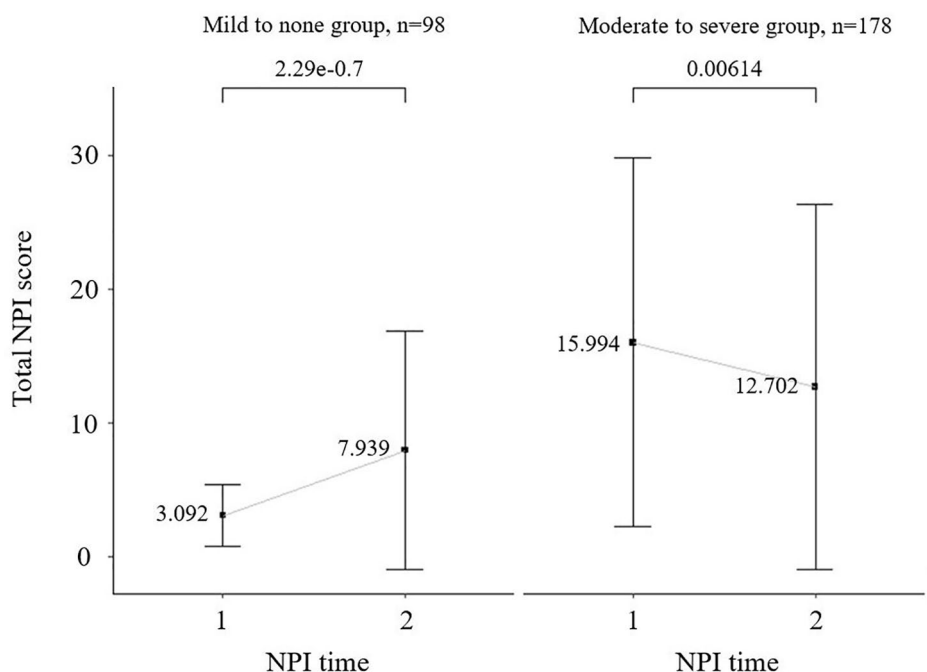 Mild to none group, n=98
Moderate to severe group, n=178
2.29e-0.7
0.00614
Total NPI score
30
20
10
0
3.092
7.939
15.994
12.702
1
2
1
2
NPI time
NPI time